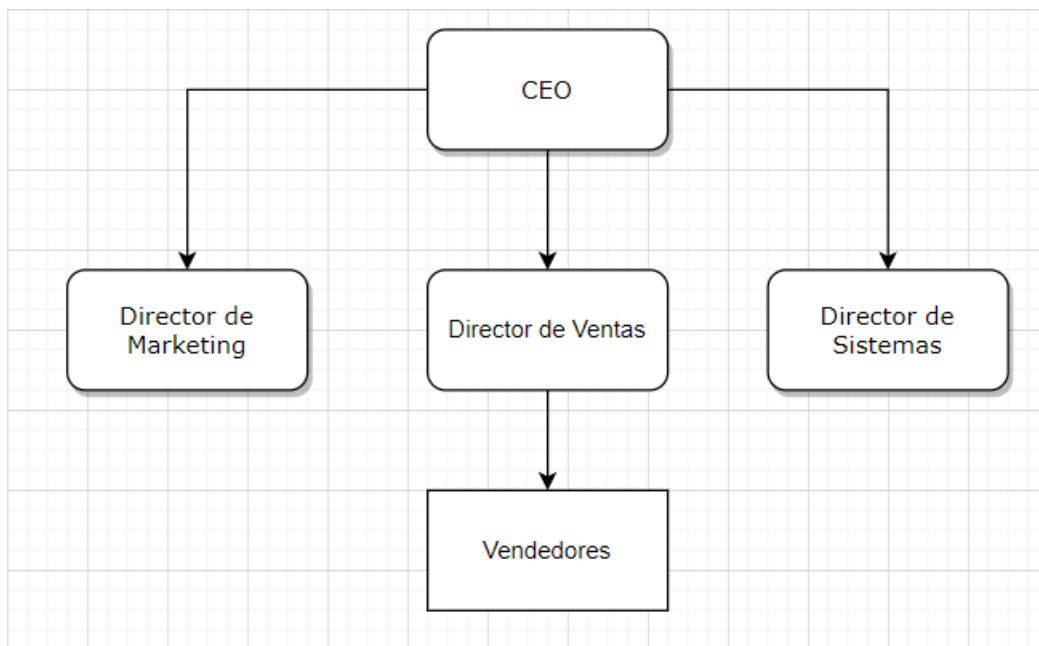 CEO
Director de
Marketing
Director de Ventas
Director de
Sistemas
Vendedores